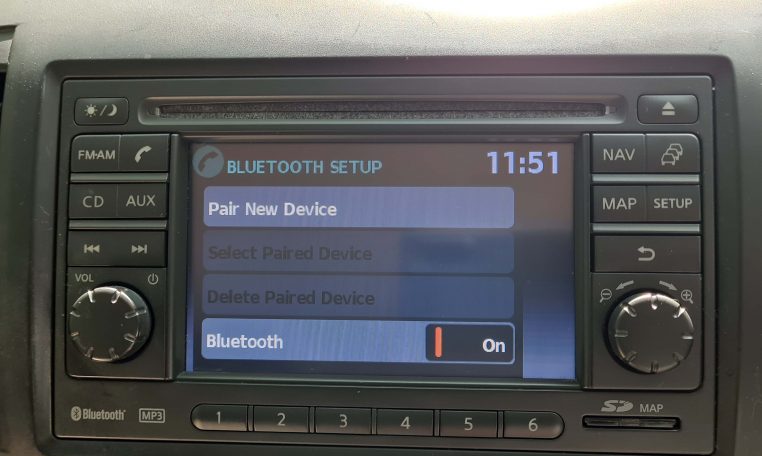 FM·AM
CD AUX
VOL
BLUETOOTH SETUP 11:51
Pair New Device
Select Paired Device
Delete Paired Device
Bluetooth On
NAV
MAP SETUP
Bluetooth MP3
1 2 3 4 5 6
SD MAP